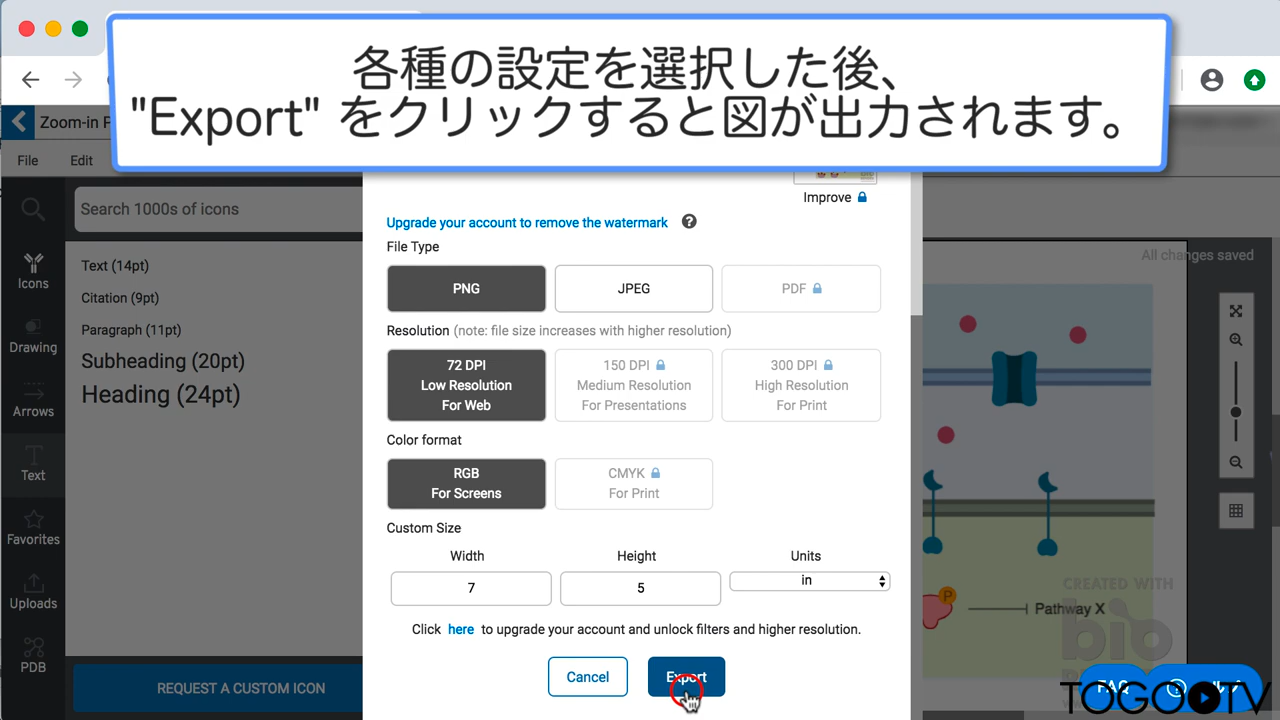 各種の設定を選択した後、
"Export" をクリックすると図が出力されます。
Zoom-in
File Edit
Search 1000s of icons
Improve
Upgrade your account to remove the watermark ?
File Type
All changes saved
Text (14pt)
Icons
PNG JPEG PDF
Citation (9pt)
Paragraph (11pt)
Resolution (note: file size increases with higher resolution)
Drawing
Subheading (20pt)
72 DPI
Low Resolution
For Web
150 DPI
Medium Resolution
For Presentations
300 DPI
High Resolution
For Print
Heading (24pt)
Arrows
Color format
Text
RGB
For Screens
CMYK
For Print
Custom Size
Favorites
Width Height Units
7 5 in
Uploads
P
Pathway X
CREATED WITH
bio
Click here to upgrade your account and unlock filters and higher resolution.
PDB
REQUEST A CUSTOM ICON
Cancel Export
FAQ
TOGOTV